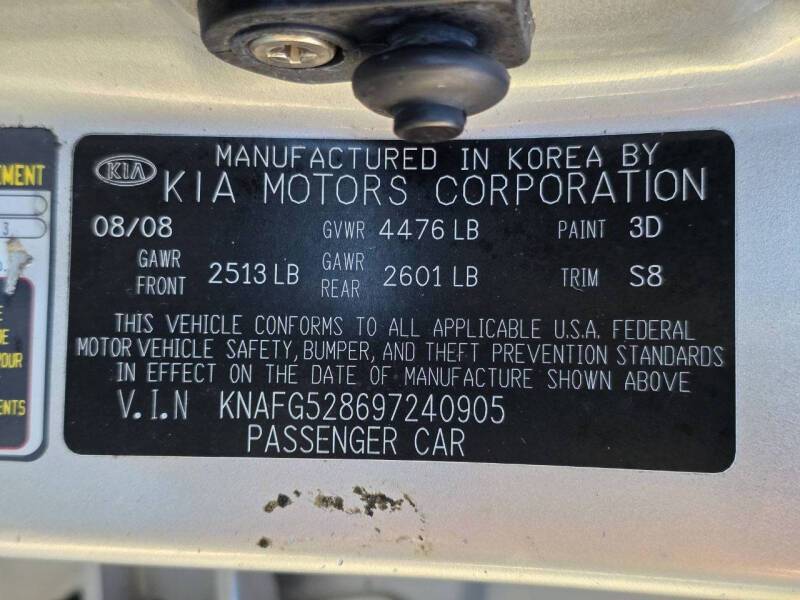 MANUFACTURED IN KOREA BY
KIA KIA MOTORS CORPORATION
08/08 GVWR 4476 LB PAINT 3D
GAWR FRONT 2513 LB GAWR REAR 2601 LB TRIM S8
THIS VEHICLE CONFORMS TO ALL APPLICABLE U.S.A. FEDERAL
MOTOR VEHICLE SAFETY, BUMPER, AND THEFT PREVENTION STANDARDS
IN EFFECT ON THE DATE OF MANUFACTURE SHOWN ABOVE
V.I.N KNAFG528697240905
PASSENGER CAR